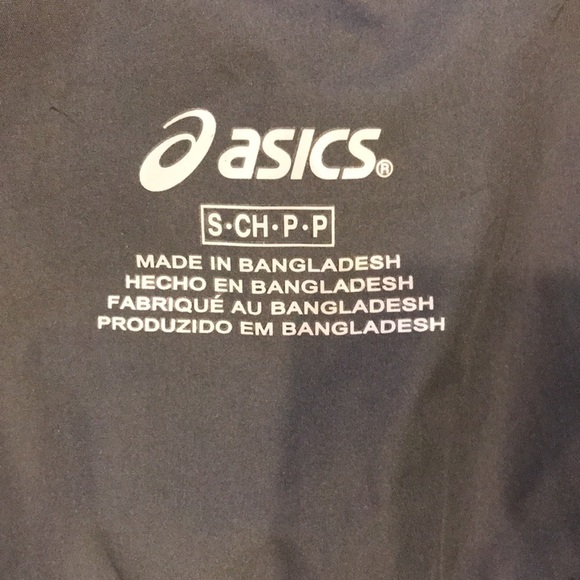 asics®
S·CH·P·P
MADE IN BANGLADESH
HECHO EN BANGLADESH
FABRIQUÉ AU BANGLADESH
PRODUZIDO EM BANGLADESH